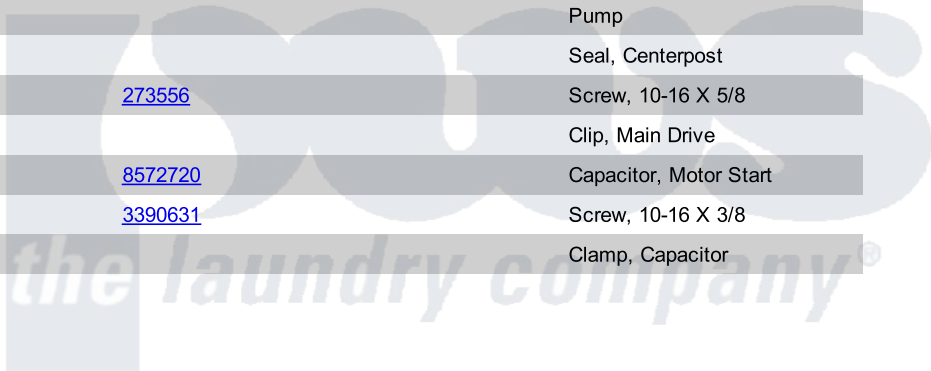 Pump
Seal, Centerpost
273556 Screw, 10-16 X 5/8
Clip, Main Drive
8572720 Capacitor, Motor Start
3390631 Screw, 10-16 X 3/8
Clamp, Capacitor
the laundry company®